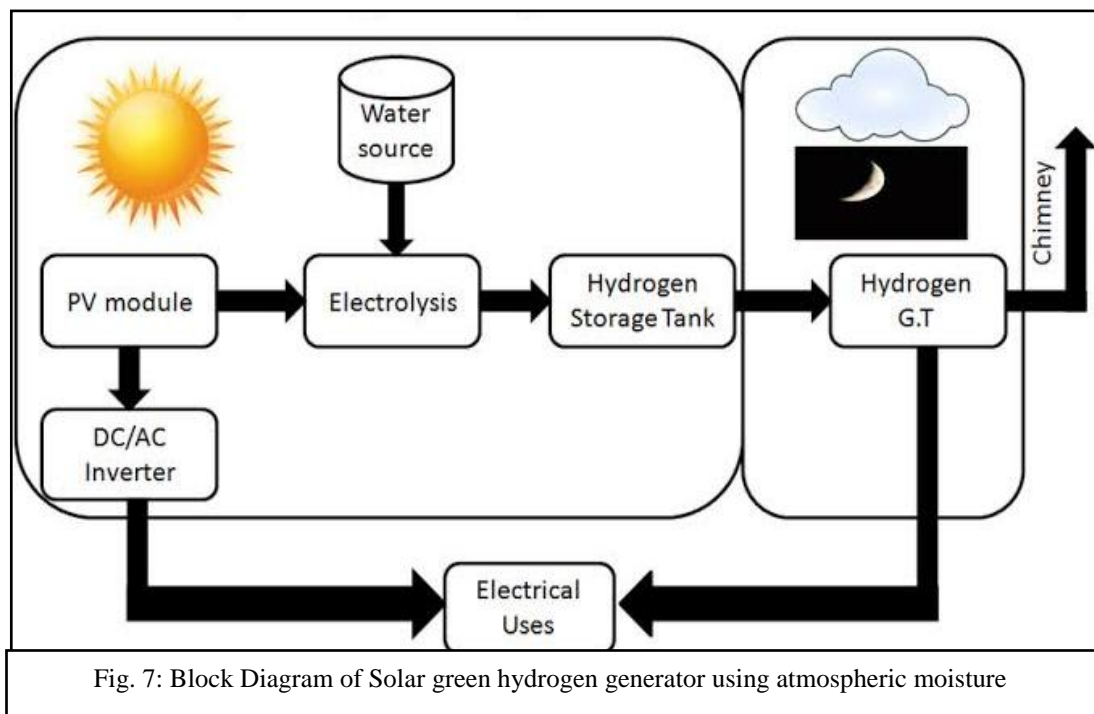 Water
source
Chimney
PV module
Electrolysis
Hydrogen
Storage Tank
Hydrogen
G.T
DC/AC
Inverter
Electrical
Uses
Fig. 7: Block Diagram of Solar green hydrogen generator using atmospheric moisture